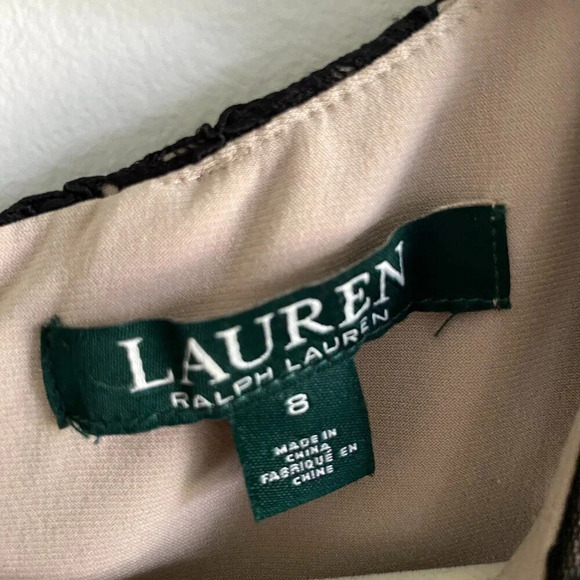 LAUREN
RALPH LAUREN
8
MADE IN
CHINA
FABRIQUÉ EN
CHINE